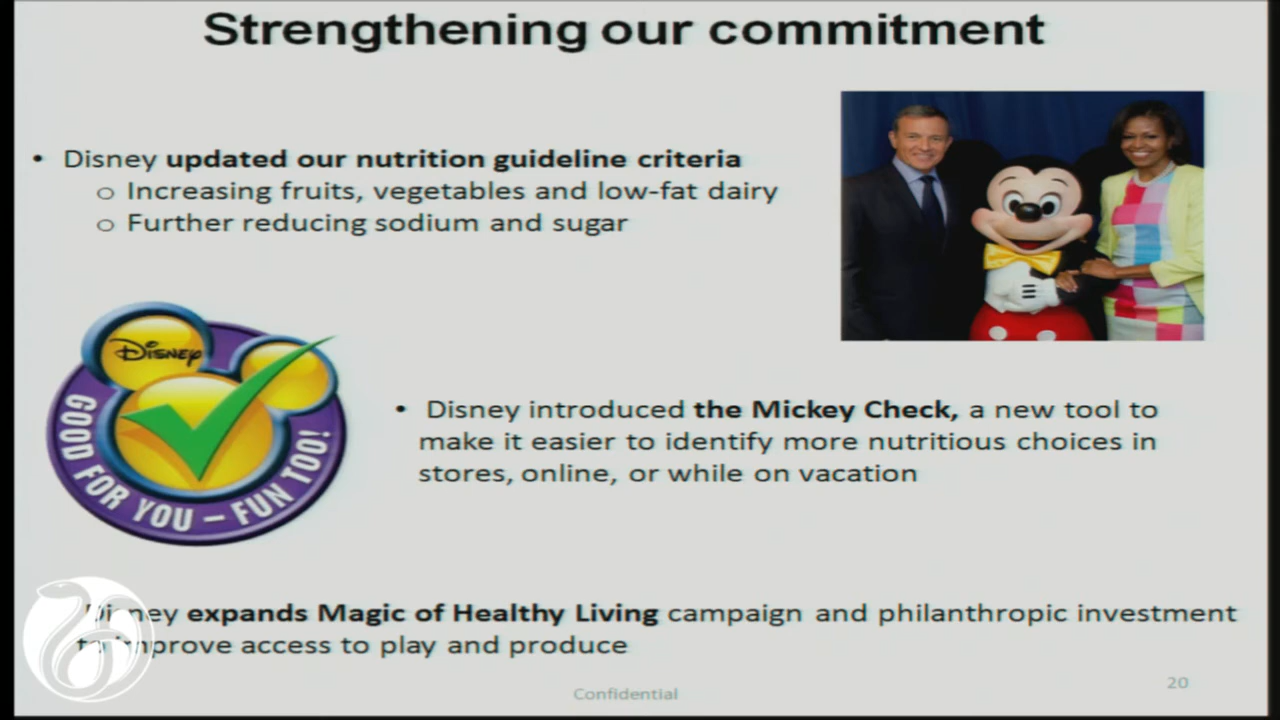 Strengthening our commitment
• Disney updated our nutrition guideline criteria
o Increasing fruits, vegetables and low-fat dairy
o Further reducing sodium and sugar
Disney
GOOD FOR YOU – FUN TOO!
• Disney introduced the Mickey Check, a new tool to
make it easier to identify more nutritious choices in
stores, online, or while on vacation
Disney expands Magic of Healthy Living campaign and philanthropic investment
to improve access to play and produce
Confidential
20